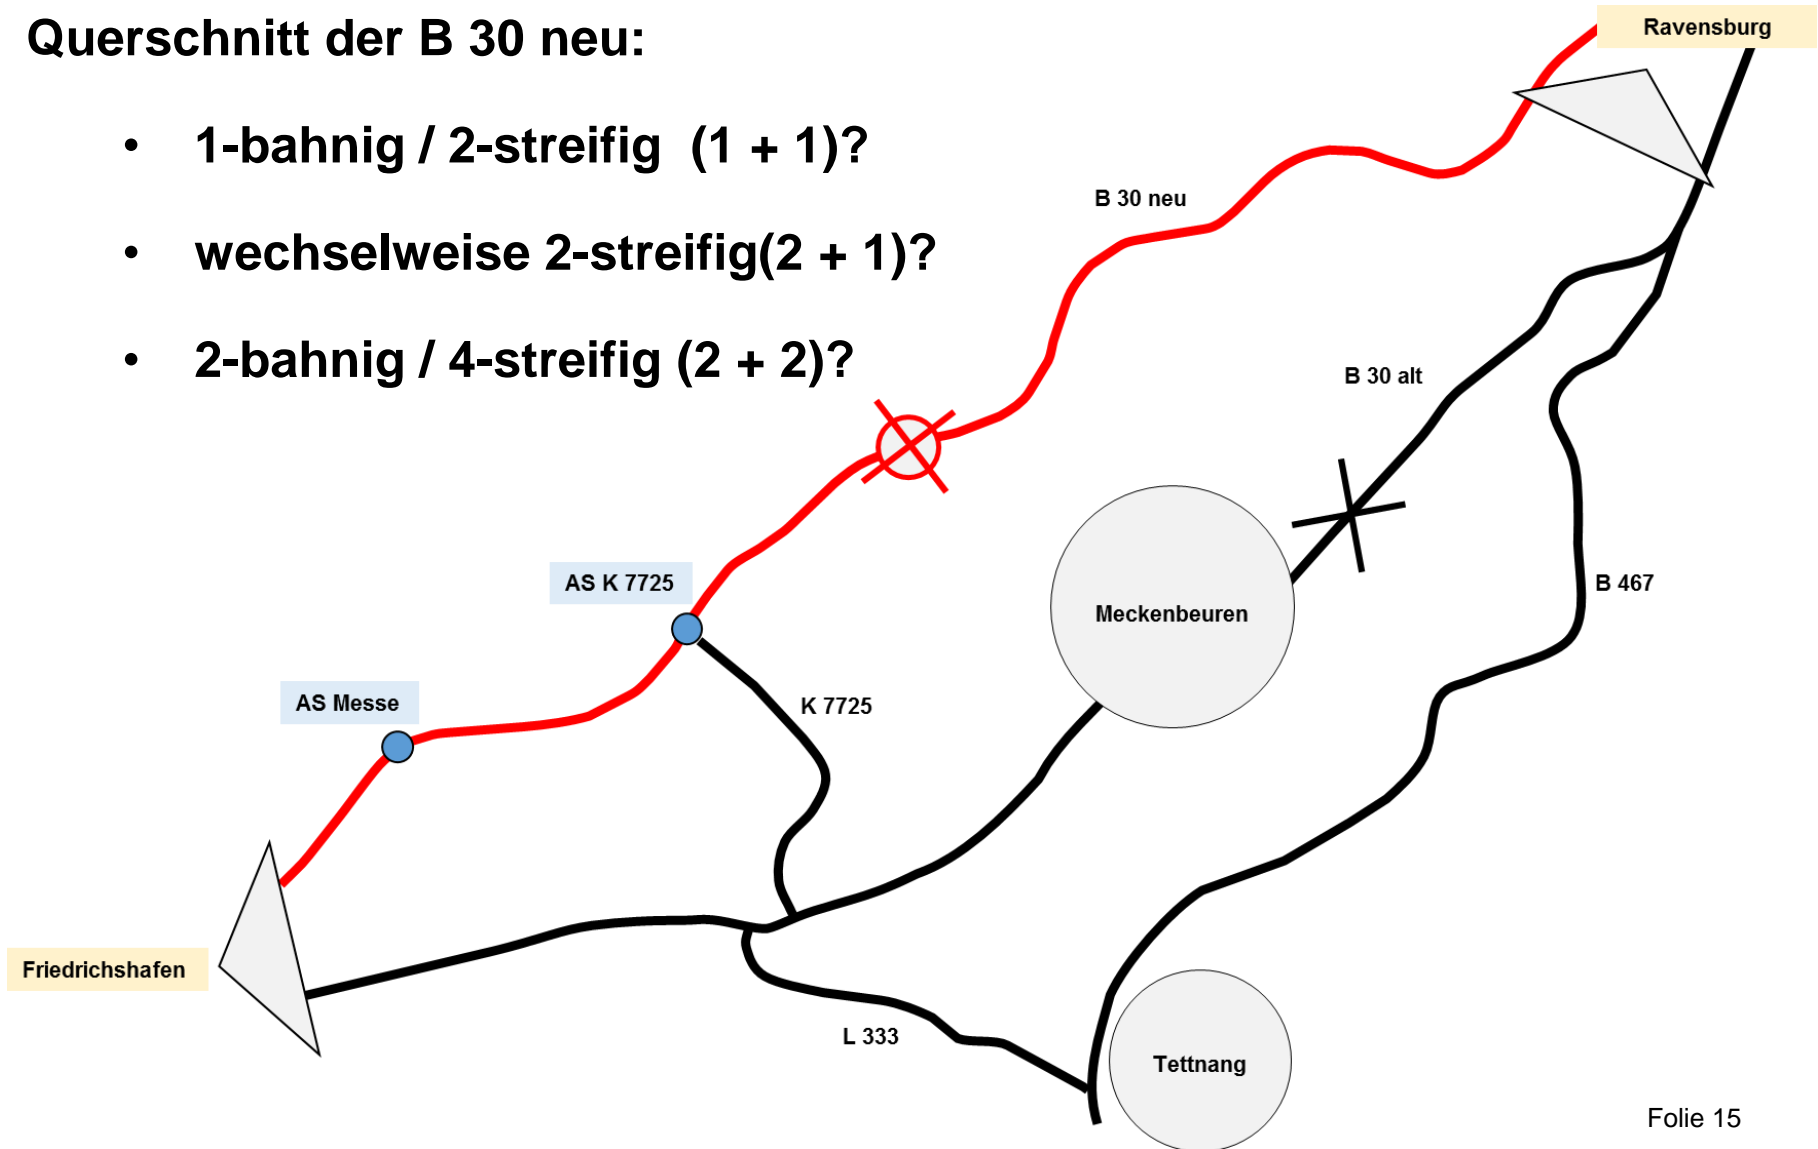 Querschnitt der B 30 neu:
• 1-bahnig / 2-streifig (1 + 1)?
• wechselweise 2-streifig(2 + 1)?
• 2-bahnig / 4-streifig (2 + 2)?
Ravensburg
B 30 neu
B 30 alt
AS K 7725
B 467
Meckenbeuren
AS Messe
K 7725
Friedrichshafen
L 333
Tettnang
Folie 15